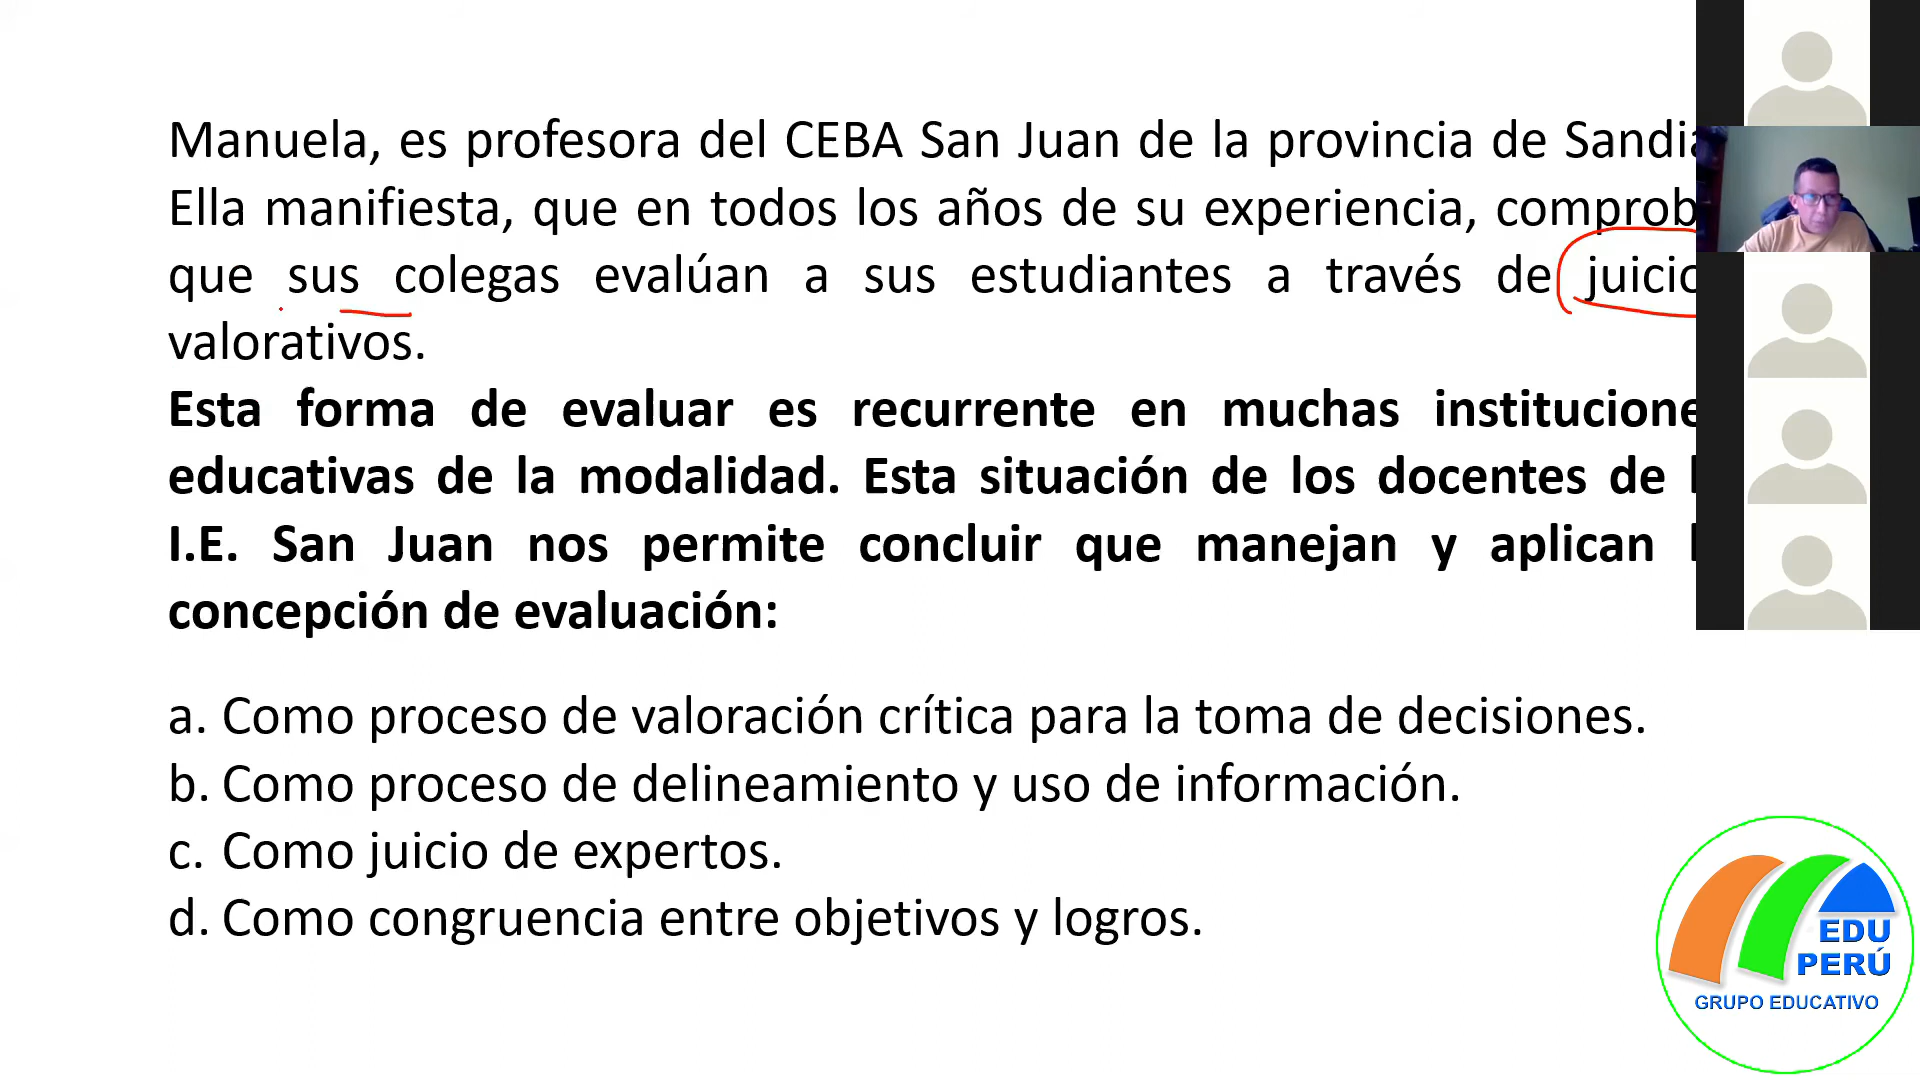 Manuela, es profesora del CEBA San Juan de la provincia de Sandia
Ella manifiesta, que en todos los años de su experiencia,
que sus colegas evalúan a sus estudiantes a través de
valorativos.
Esta forma de evaluar es recurrente en muchas
educativas de la modalidad. Esta situación de los docentes de
I.E. San Juan nos permite concluir que manejan y aplican
concepción de evaluación:
a. Como proceso de valoración crítica para la toma de decisiones.
b. Como proceso de delineamiento y uso de información.
c. Como juicio de expertos.
d. Como congruencia entre objetivos y logros.
EDU
PERÚ
GRUPO EDUCATIVO